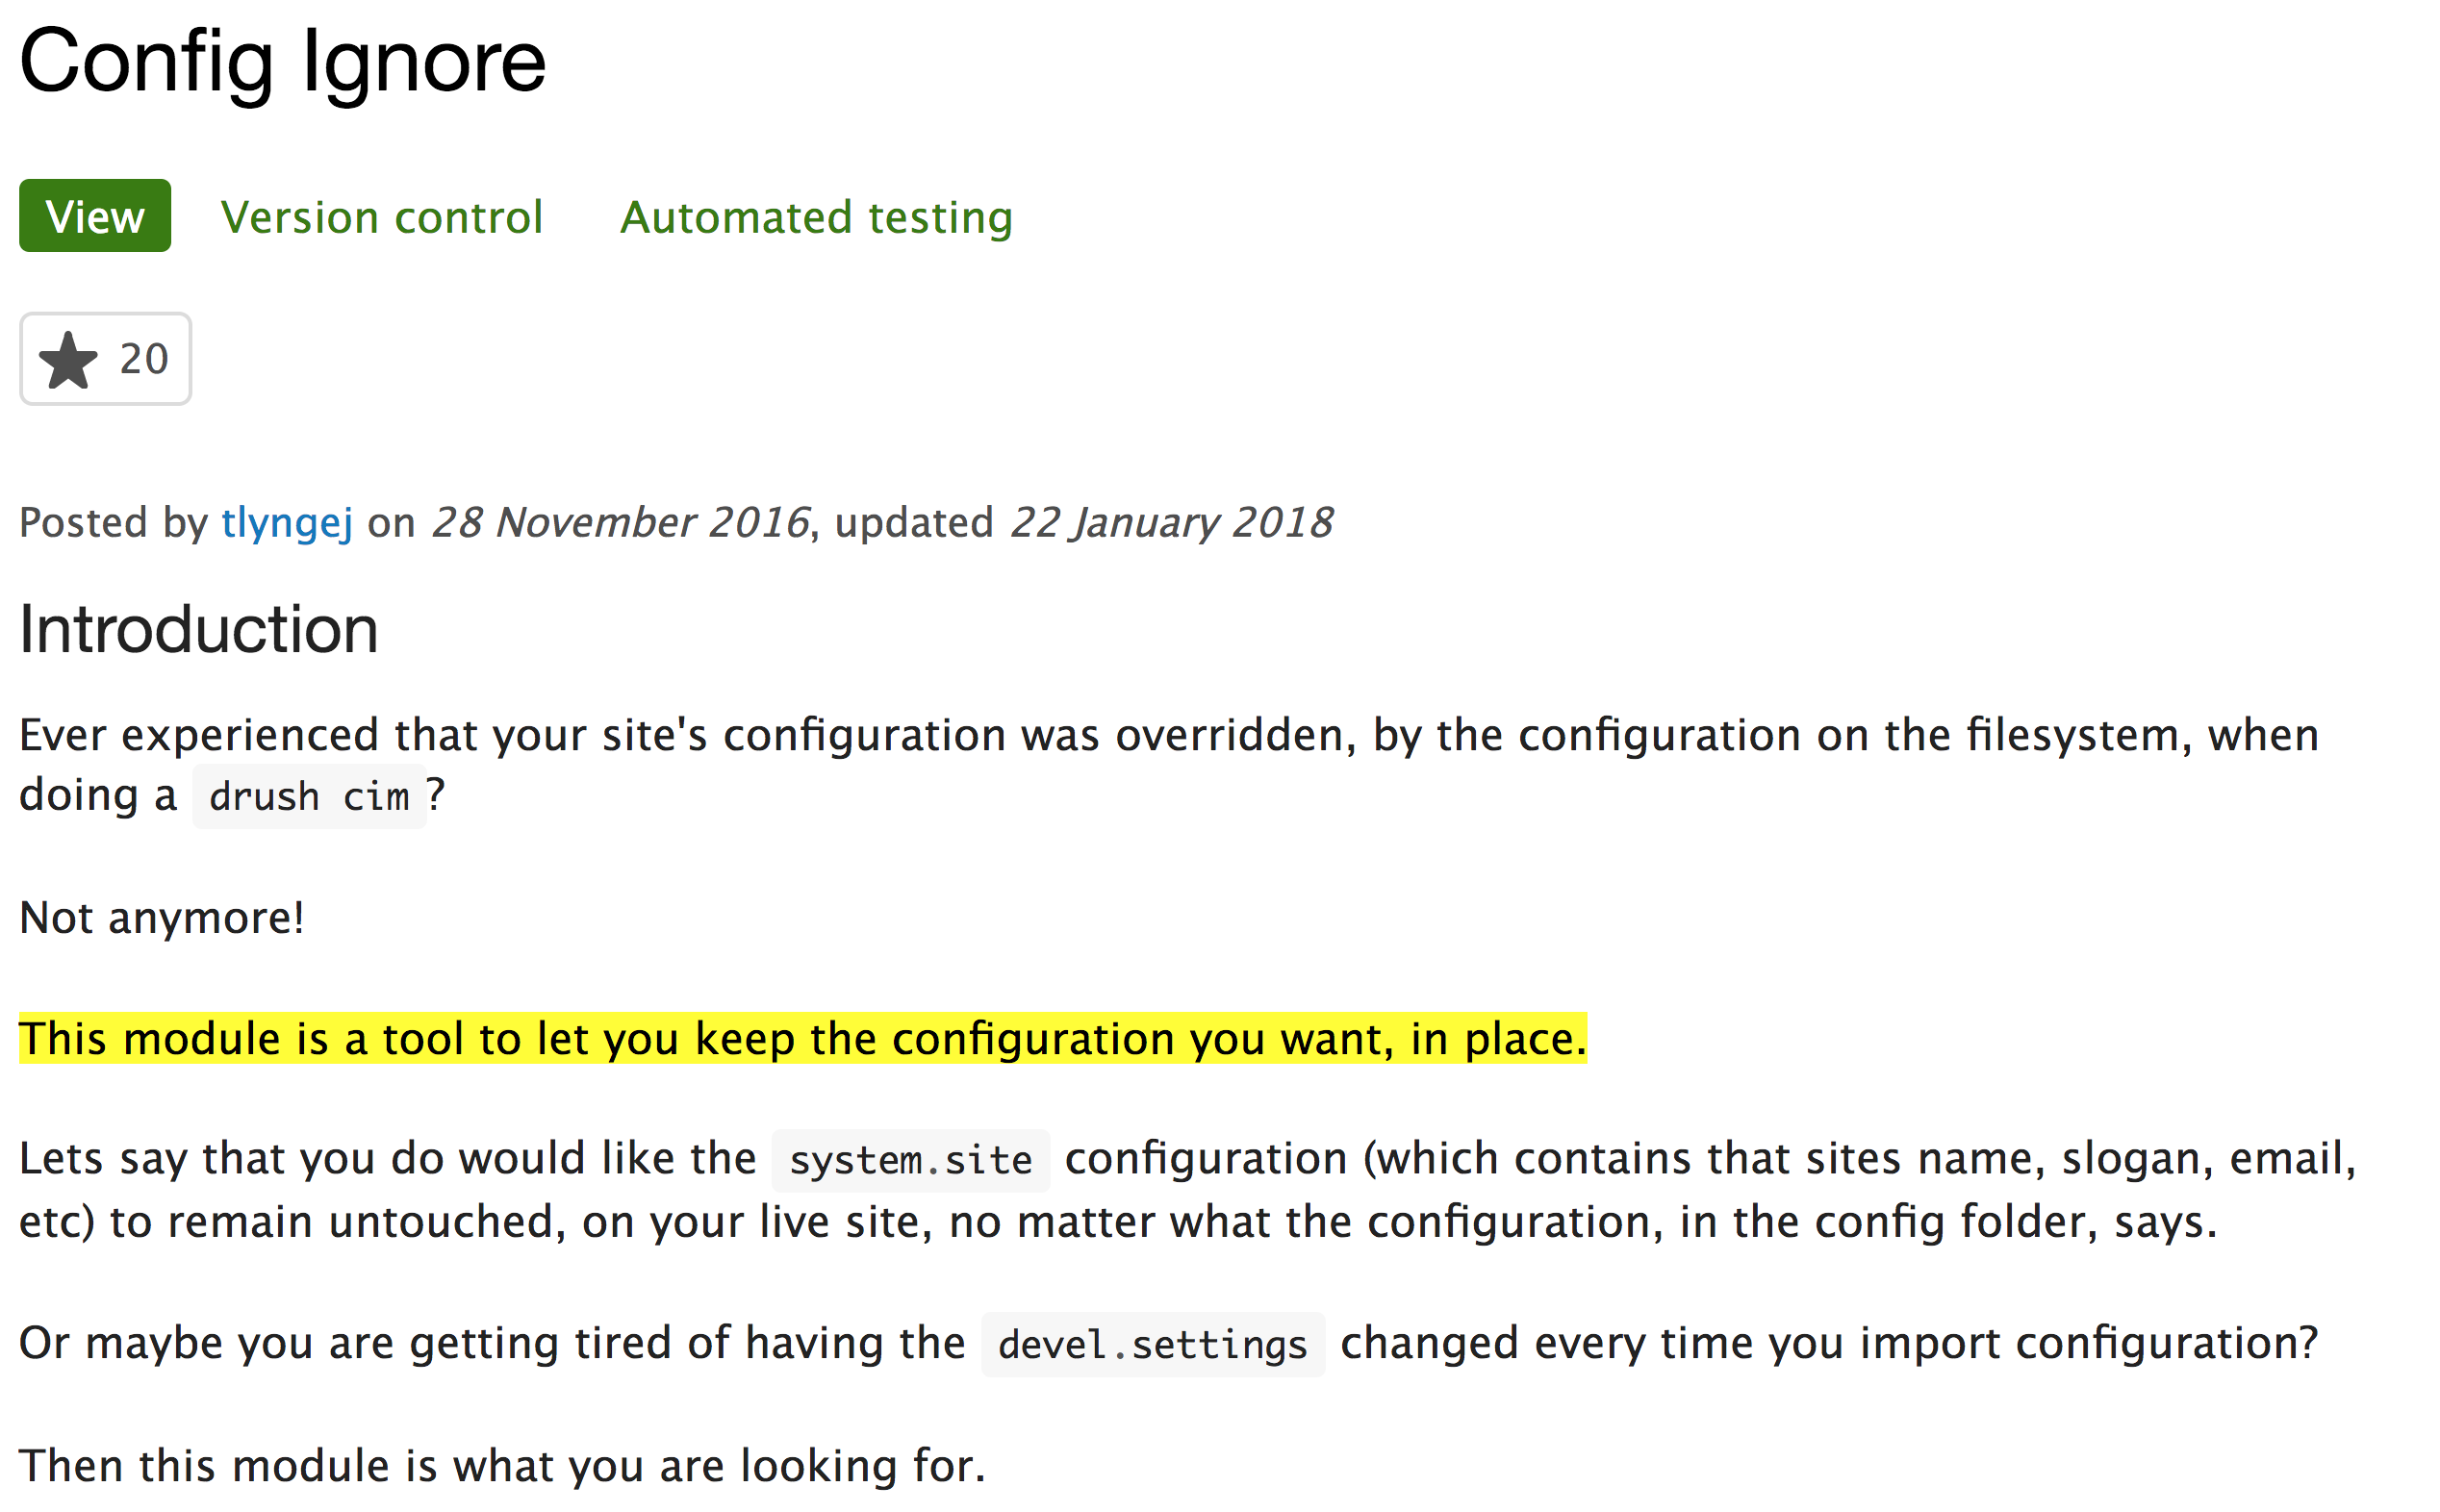 Config Ignore
View Version control Automated testing
20
Posted by tlyngej on 28 November 2016, updated 22 January 2018
Introduction
Ever experienced that your site's configuration was overridden, by the configuration on the filesystem, when
doing a drush cim?
Not anymore!
This module is a tool to let you keep the configuration you want, in place.
Lets say that you do would like the system.site configuration (which contains that sites name, slogan, email,
etc) to remain untouched, on your live site, no matter what the configuration, in the config folder, says.
Or maybe you are getting tired of having the devel.settings changed every time you import configuration?
Then this module is what you are looking for.